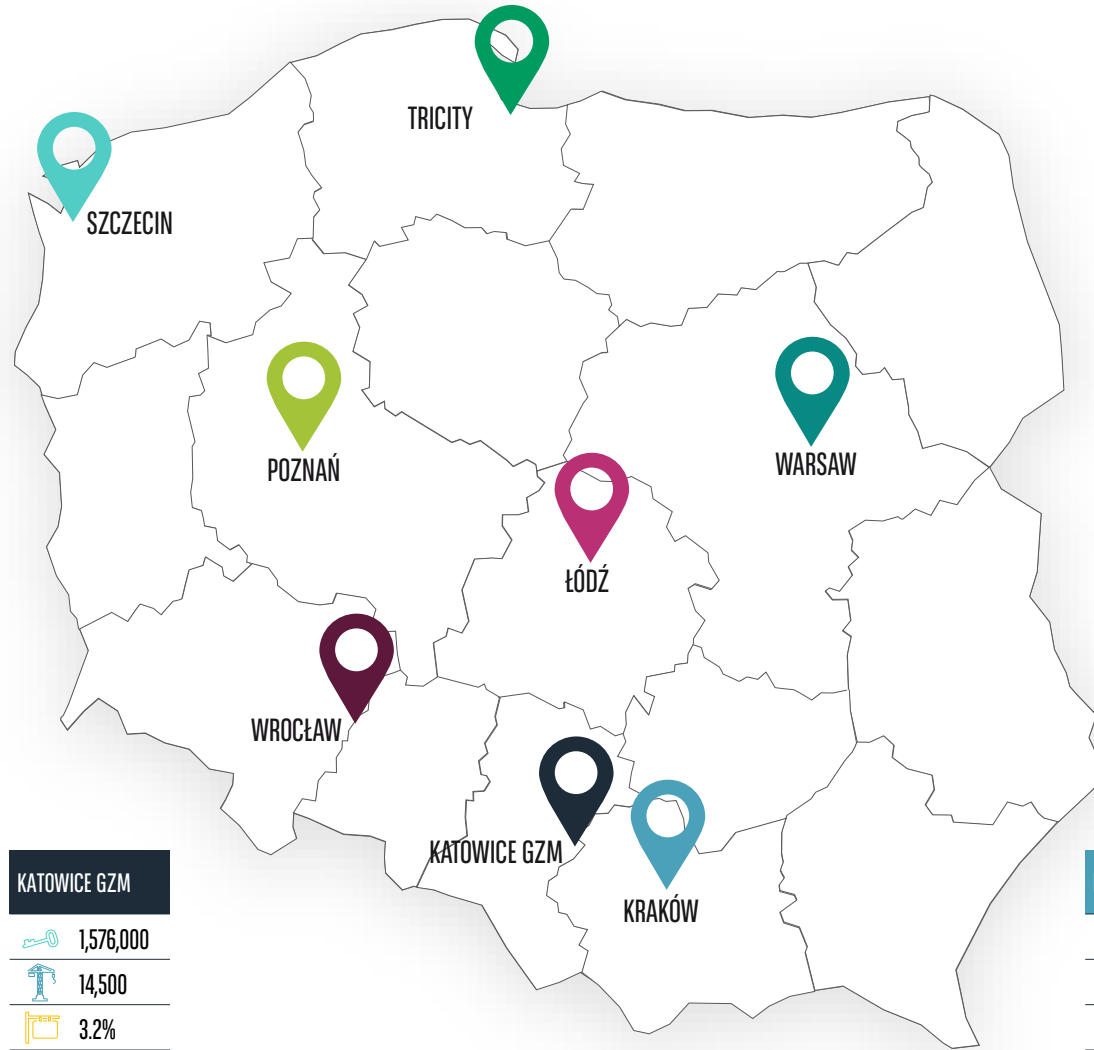 TRICITY
SZCZECIN
POZNAŃ
WARSAW
ŁÓDŹ
WROCŁAW
KATOWICE GZM
KRAKÓW
KATOWICE GZM
1,576,000
14,500
3.2%